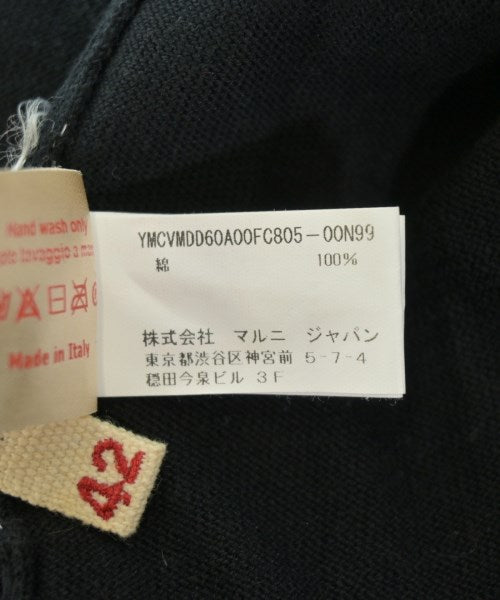 YMCVMDD60A00FC805-00N99
綿 100%
株式会社 マルニ ジャパン
東京都渋谷区神宮前 5-7-4
穏田今泉ビル 3F
Hand wash only
lavaggio a
Made in Italy
42